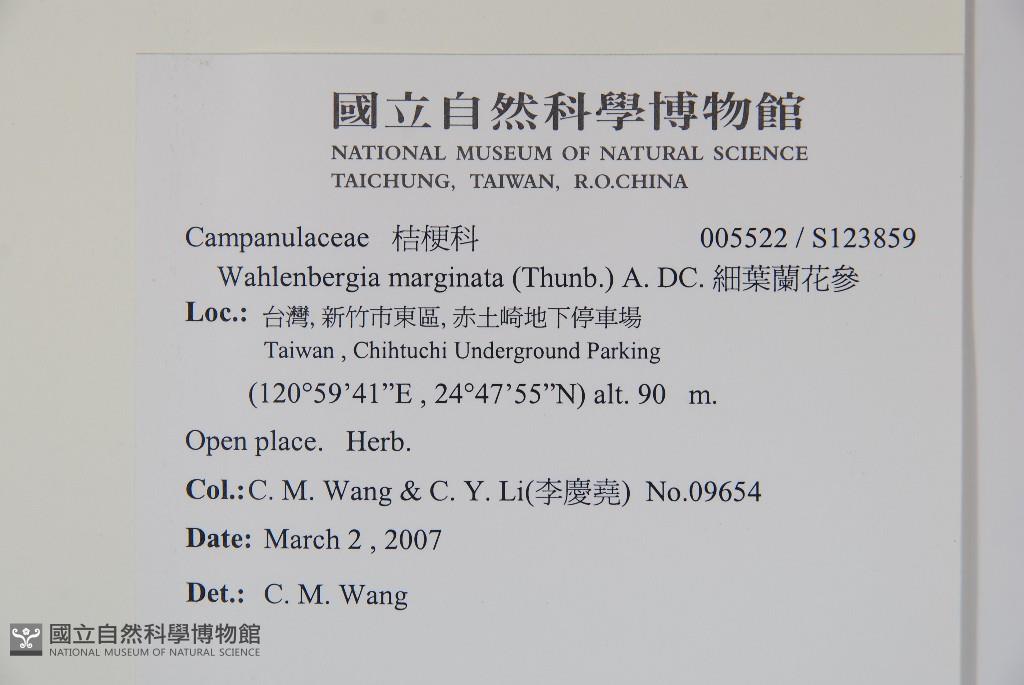 國立自然科學博物館
NATIONAL MUSEUM OF NATURAL SCIENCE
TAICHUNG, TAIWAN, R.O.CHINA
Campanulaceae 桔梗科 005522 / S123859
Wahlenbergia marginata (Thunb.) A. DC. 細葉蘭花參
Loc.: 台灣, 新竹市東區, 赤土崎地下停車場
Taiwan , Chihtuchi Underground Parking
(120°59’41”E , 24°47’55”N) alt. 90 m.
Open place. Herb.
Col.: C. M. Wang & C. Y. Li(李慶堯) No.09654
Date: March 2 , 2007
Det.: C. M. Wang
國立自然科學博物館
NATIONAL MUSEUM OF NATURAL SCIENCE